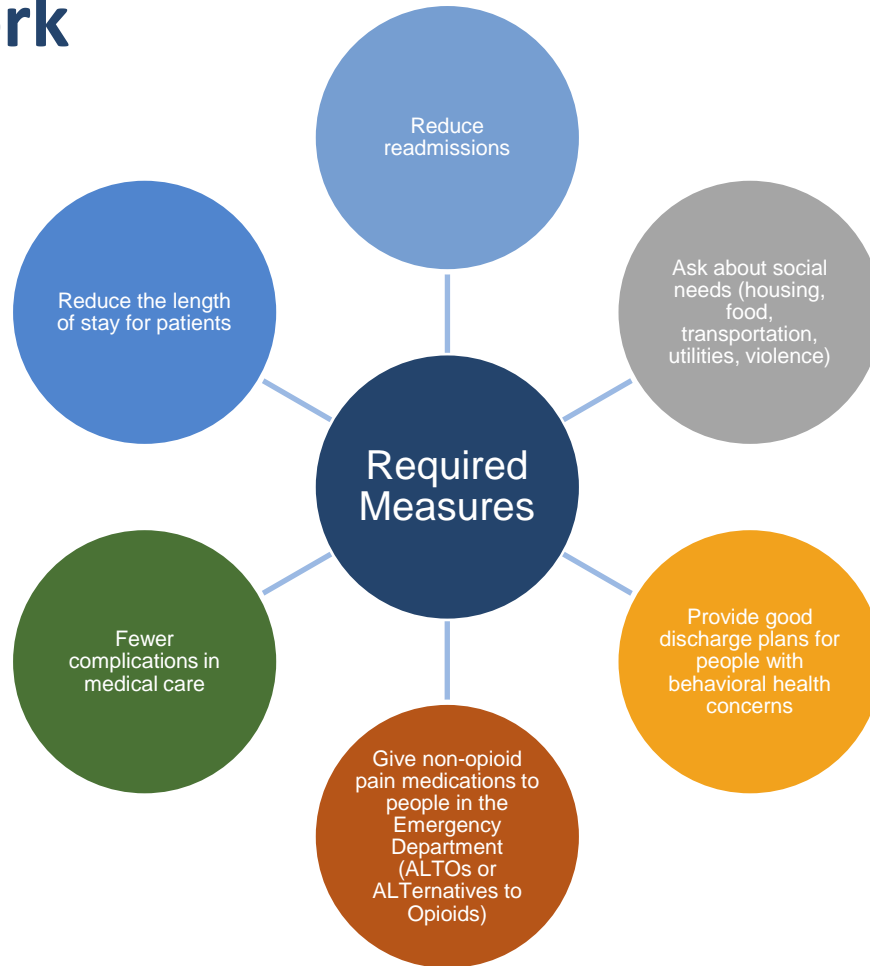 rk
Reduce
readmissions
Ask about social
needs (housing,
food,
transportation,
utilities, violence)
Provide good
discharge plans for
people with
behavioral health
concerns
Give non-opioid
pain medications to
people in the
Emergency
Department
(ALTOs or
ALTernatives to
Opioids)
Fewer
complications in
medical care
Reduce the length
of stay for patients
Required
Measures